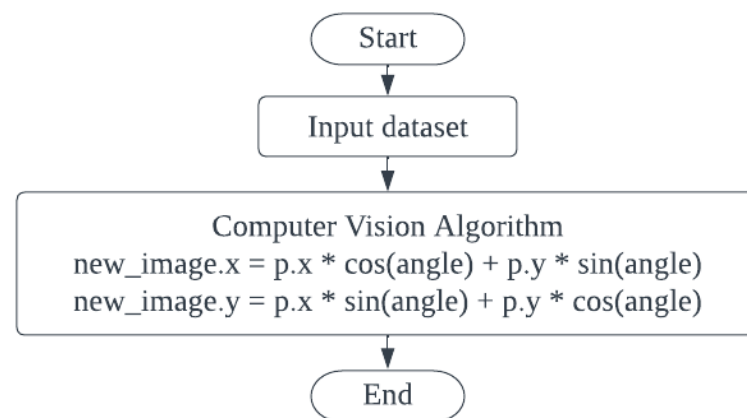 Start
Input dataset
Computer Vision Algorithm
new_image.x = p.x * cos(angle) + p.y * sin(angle)
new_image.y = p.x * sin(angle) + p.y * cos(angle)
End